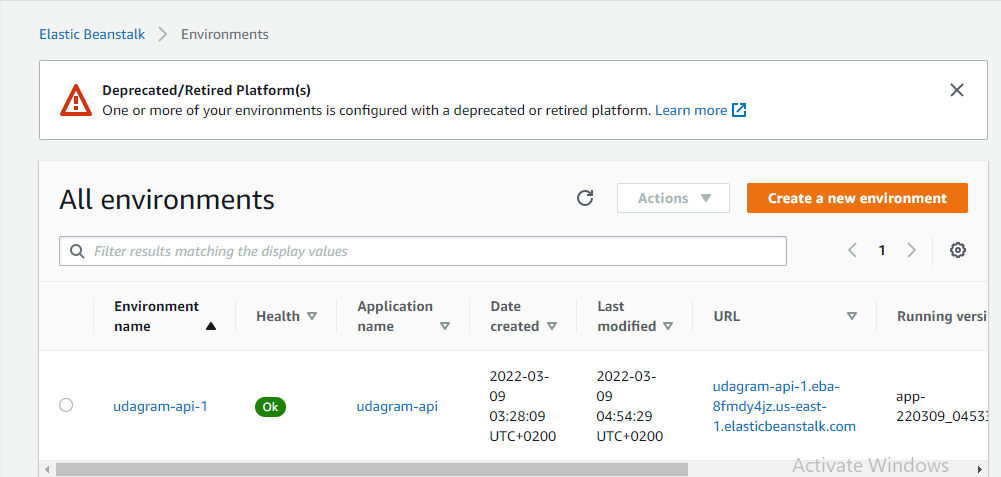 Elastic Beanstalk > Environments
Deprecated/Retired Platform(s)
One or more of your environments is configured with a deprecated or retired platform. Learn more
All environments
Actions
Create a new environment
Filter results matching the display values
1
Environment name
Health
Application name
Date created
Last modified
URL
Running versi
udagram-api-1
Ok
udagram-api
2022-03-
09
03:28:09
UTC+0200
2022-03-
09
04:54:29
UTC+0200
udagram-api-1.eba-
8fmdy4jz.us-east-
1.elasticbeanstalk.com
app-
220309_0453
Activate Windows